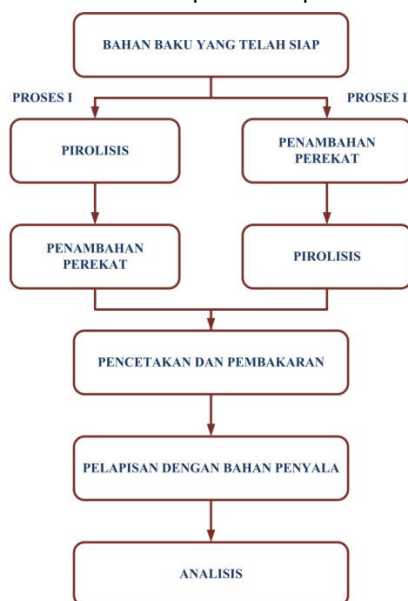 BAHAN BAKU YANG TELAH SIAP
PROSES I
PROSES I
PIROLISIS
PENAMBAHAN
PEREKAT
PENAMBAHAN
PEREKAT
PIROLISIS
PENCETAKAN DAN PEMBAKARAN
PELAPISAN DENGAN BAHAN PENYALA
ANALISIS